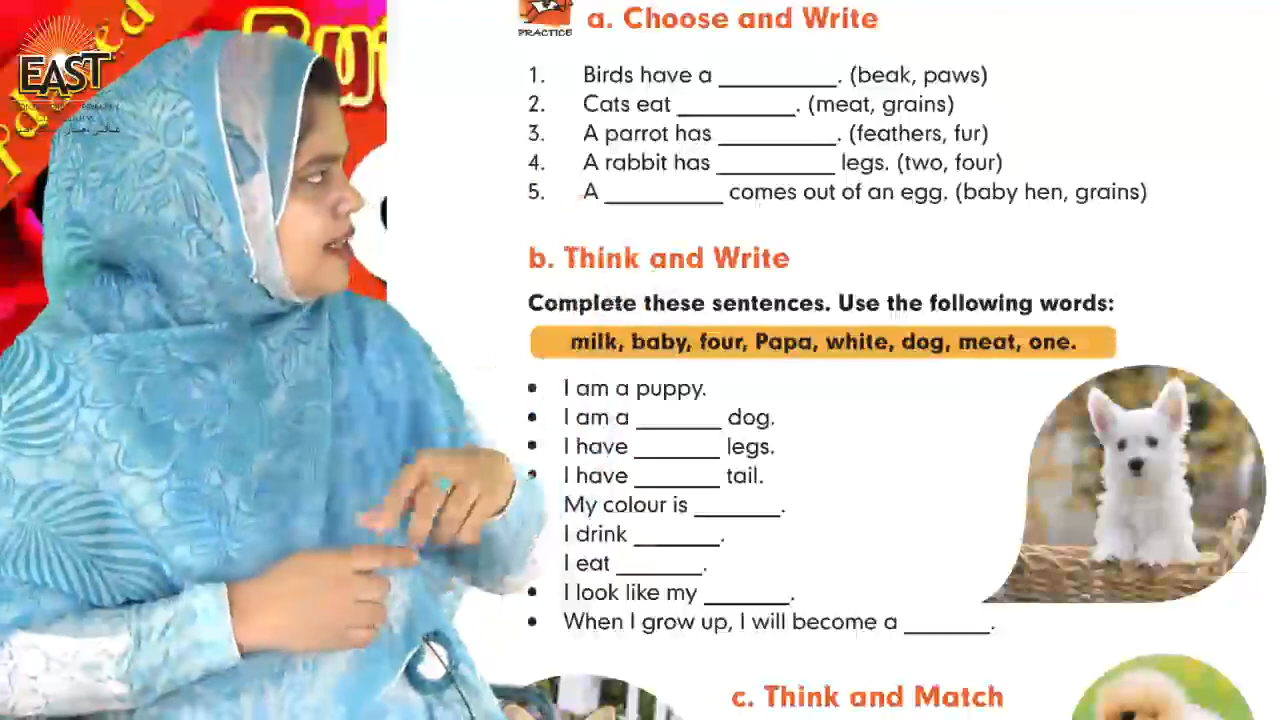 EAST
PRACTICE
a. Choose and Write
1. Birds have a __________. (beak, paws)
2. Cats eat __________. (meat, grains)
3. A parrot has __________. (feathers, fur)
4. A rabbit has __________ legs. (two, four)
5. A __________ comes out of an egg. (baby hen, grains)
b. Think and Write
Complete these sentences. Use the following words:
milk, baby, four, Papa, white, dog, meat, one.
• I am a puppy.
• I am a _______ dog.
• I have _______ legs.
• I have _______ tail.
My colour is _______.
I drink _______.
I eat _______.
• I look like my _______.
• When I grow up, I will become a _______.
c. Think and Match